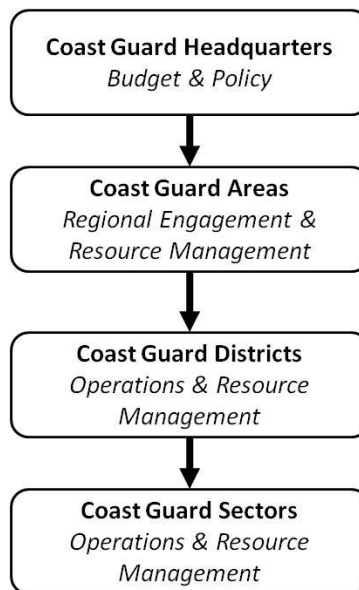 Coast Guard Headquarters
Budget & Policy
Coast Guard Areas
Regional Engagement &
Resource Management
Coast Guard Districts
Operations & Resource
Management
Coast Guard Sectors
Operations & Resource
Management